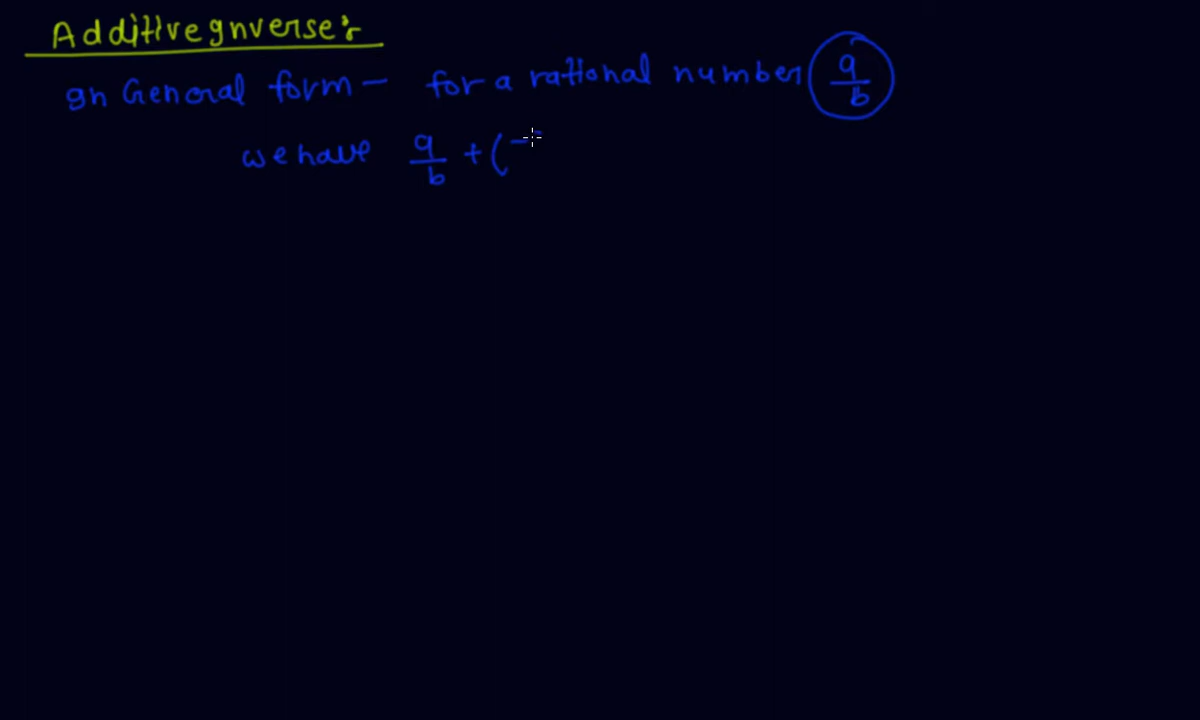 Additive Inverse:
In General form - for a rational number a/b
we have a/b + (-